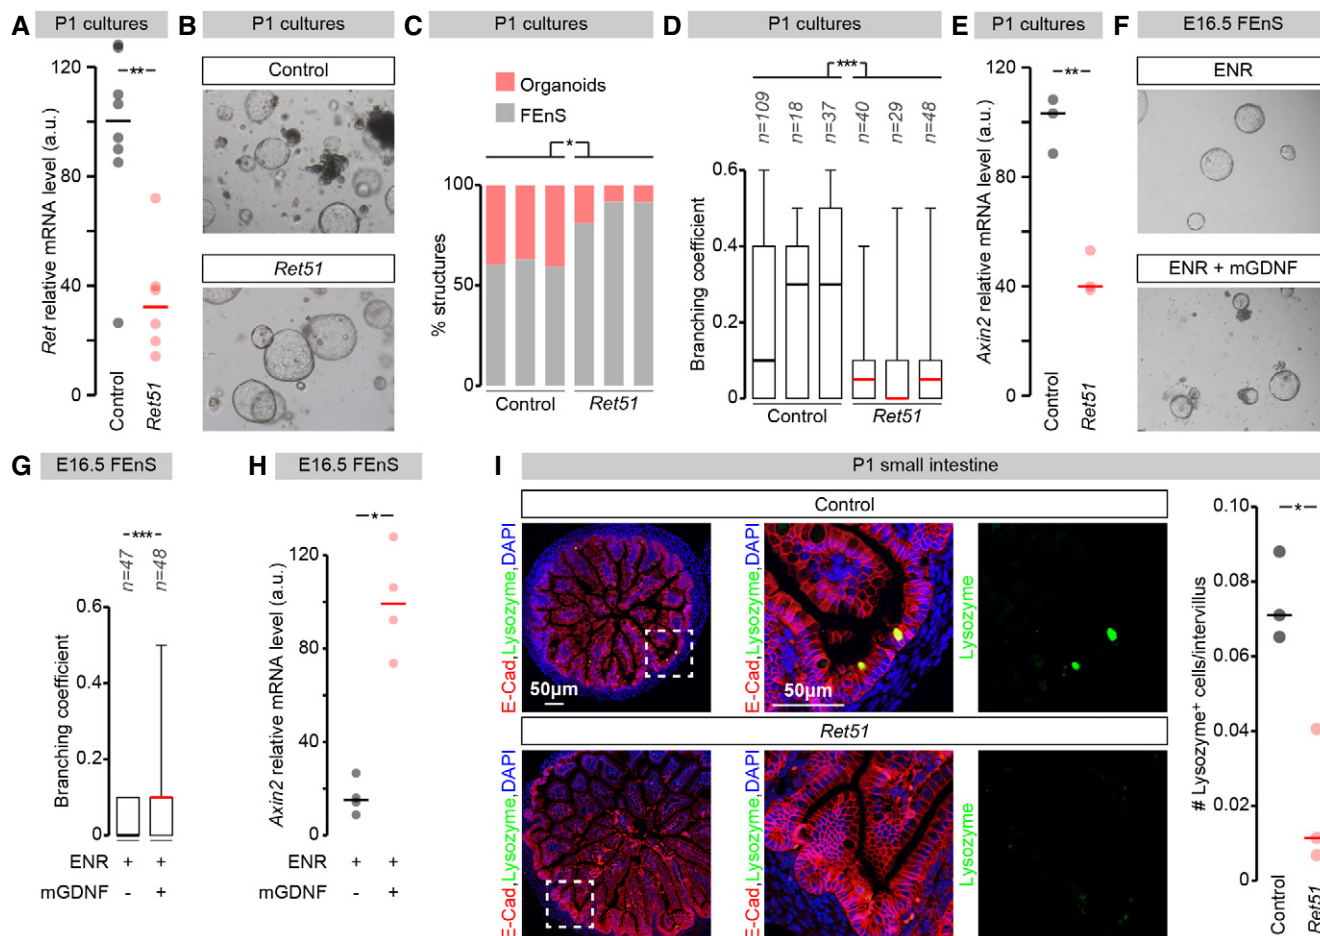 A P1 cultures
Ret relative mRNA level (a.u.)
120
80
40
0
**
Control
Ret51
B P1 cultures
Control
Ret51
C P1 cultures
Organoids
FEnS
*
% structures
100
50
0
Control
Ret51
D P1 cultures
***
n=109
n=18
n=37
n=40
n=29
n=48
Branching coefficient
0.6
0.4
0.2
0
Control
Ret51
E P1 cultures
Axin2 relative mRNA level (a.u.)
120
80
40
0
**
Control
Ret51
F E16.5 FEnS
ENR
ENR + mGDNF
G E16.5 FEnS
***
n=47
n=48
Branching coefficient
0.6
0.4
0.2
0
ENR + +
mGDNF - +
H E16.5 FEnS
*
Axin2 relative mRNA level (a.u.)
120
80
40
0
ENR + +
mGDNF - +
I P1 small intestine
Control
E-Cad,Lysozyme,DAPI
50µm
E-Cad,Lysozyme,DAPI
50µm
Lysozyme
Ret51
E-Cad,Lysozyme,DAPI
E-Cad,Lysozyme,DAPI
Lysozyme
# Lysozyme+ cells/intervillus
0.10
0.08
0.06
0.04
0.02
0
*
Control
Ret51